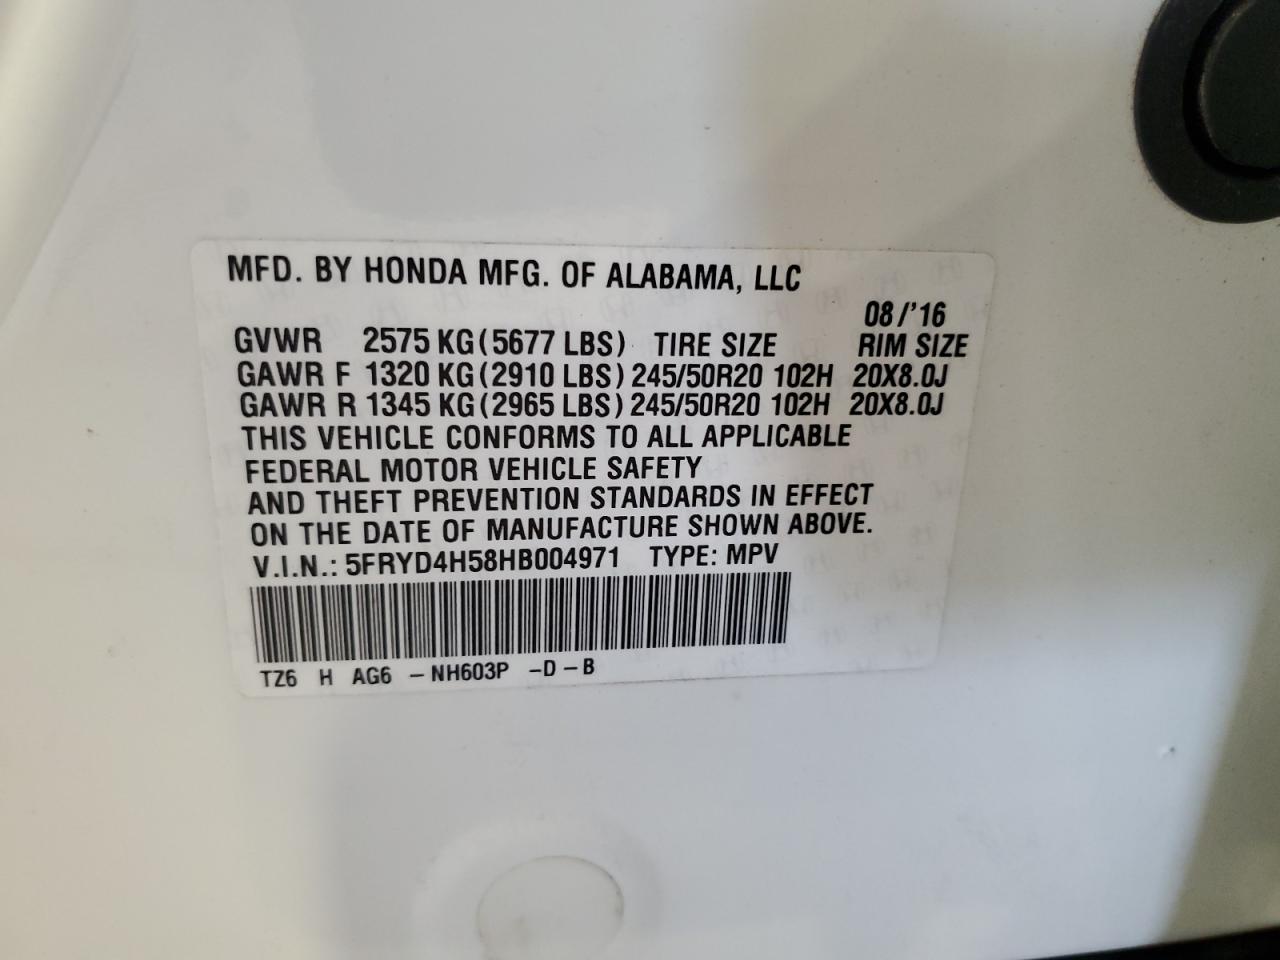 MFD. BY HONDA MFG. OF ALABAMA, LLC
08/'16
GVWR 2575 KG(5677 LBS) TIRE SIZE RIM SIZE
GAWR F 1320 KG(2910 LBS) 245/50R20 102H 20X8.0J
GAWR R 1345 KG(2965 LBS) 245/50R20 102H 20X8.0J
THIS VEHICLE CONFORMS TO ALL APPLICABLE
FEDERAL MOTOR VEHICLE SAFETY
AND THEFT PREVENTION STANDARDS IN EFFECT
ON THE DATE OF MANUFACTURE SHOWN ABOVE.
V.I.N.: 5FRYD4H58HB004971 TYPE: MPV
TZ6 H AG6 -NH603P -D-B